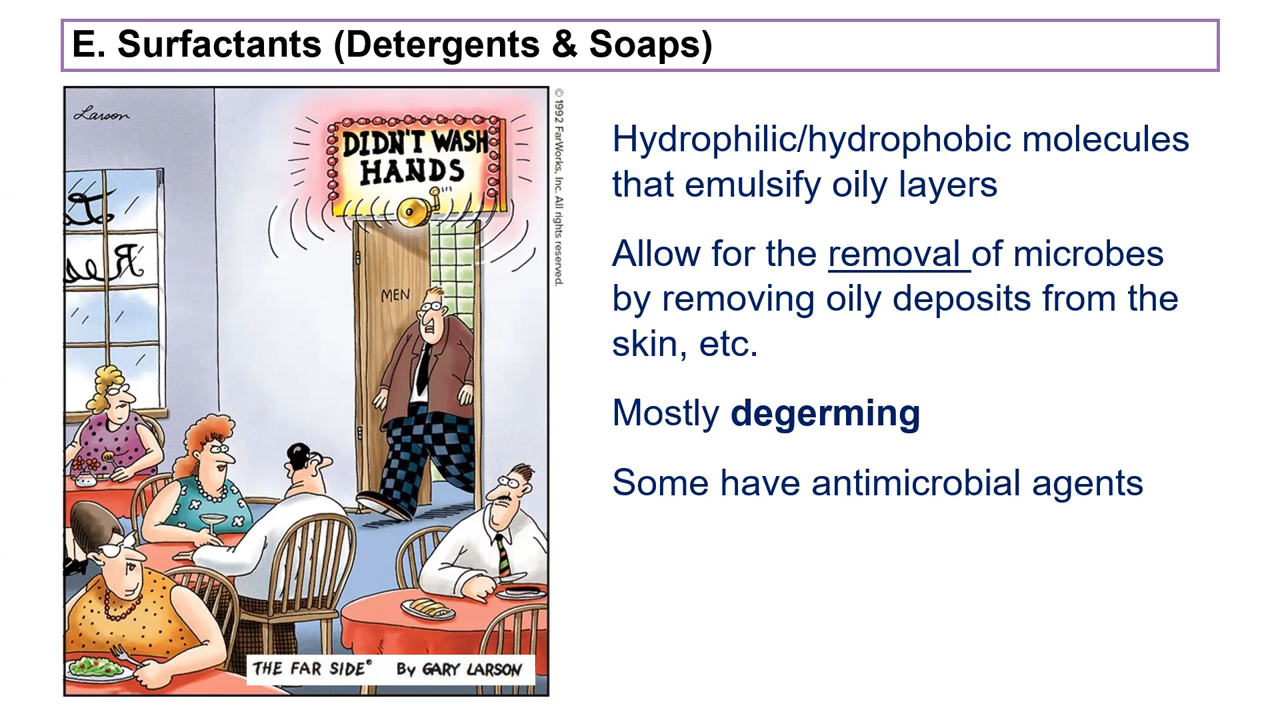 E. Surfactants (Detergents & Soaps)
Larson
DIDN'T WASH
HANDS
© 1992 FarWorks, Inc. All rights reserved.
MEN
THE FAR SIDE® By GARY LARSON
Hydrophilic/hydrophobic molecules
that emulsify oily layers
Allow for the removal of microbes
by removing oily deposits from the
skin, etc.
Mostly degerming
Some have antimicrobial agents